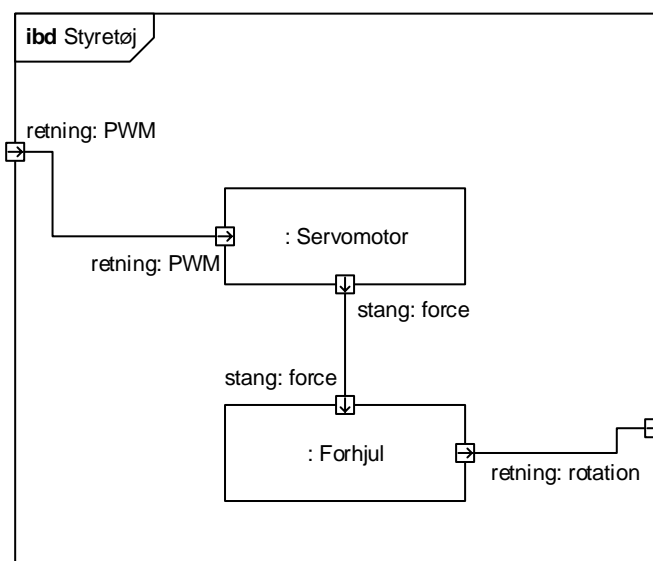 ibd Styretøj
retning: PWM
: Servomotor
retning: PWM
stang: force
stang: force
: Forhjul
retning: rotation